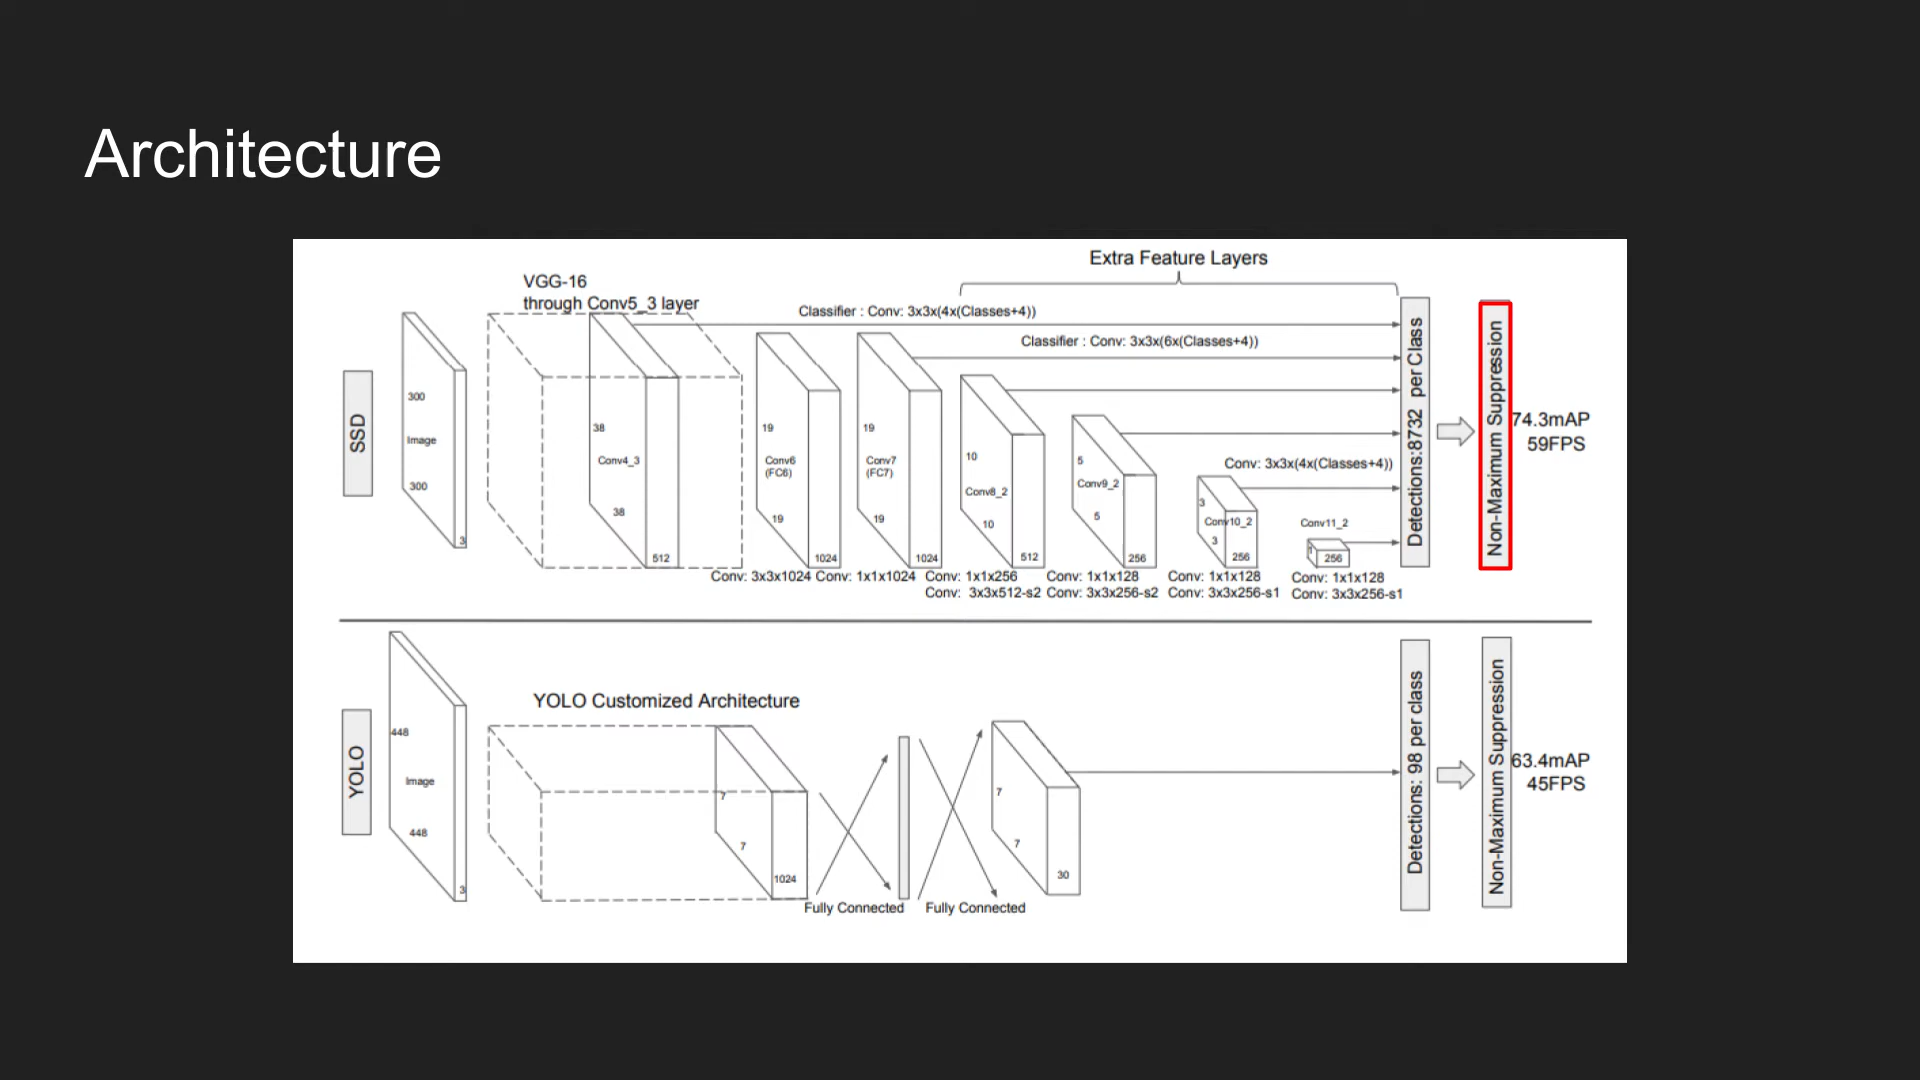 Architecture
Extra Feature Layers
VGG-16
through Conv5_3 layer
Classifier : Conv: 3x3x(4x(Classes+4))
Classifier : Conv: 3x3x(6x(Classes+4))
SSD
300
Image
300
3
38
Conv4_3
38
512
19
Conv6
(FC6)
19
1024
19
Conv7
(FC7)
19
1024
10
Conv8_2
10
512
5
Conv9_2
5
256
Conv: 3x3x(4x(Classes+4))
3
Conv10_2
3
256
Conv11_2
1
256
Conv: 3x3x1024
Conv: 1x1x1024
Conv: 1x1x256
Conv: 3x3x512-s2
Conv: 1x1x128
Conv: 3x3x256-s2
Conv: 1x1x128
Conv: 3x3x256-s1
Conv: 1x1x128
Conv: 3x3x256-s1
Detections:8732 per Class
Non-Maximum Suppression
74.3mAP
59FPS
YOLO
448
Image
448
3
YOLO Customized Architecture
7
7
1024
Fully Connected
Fully Connected
7
7
30
Detections: 98 per class
Non-Maximum Suppression
63.4mAP
45FPS